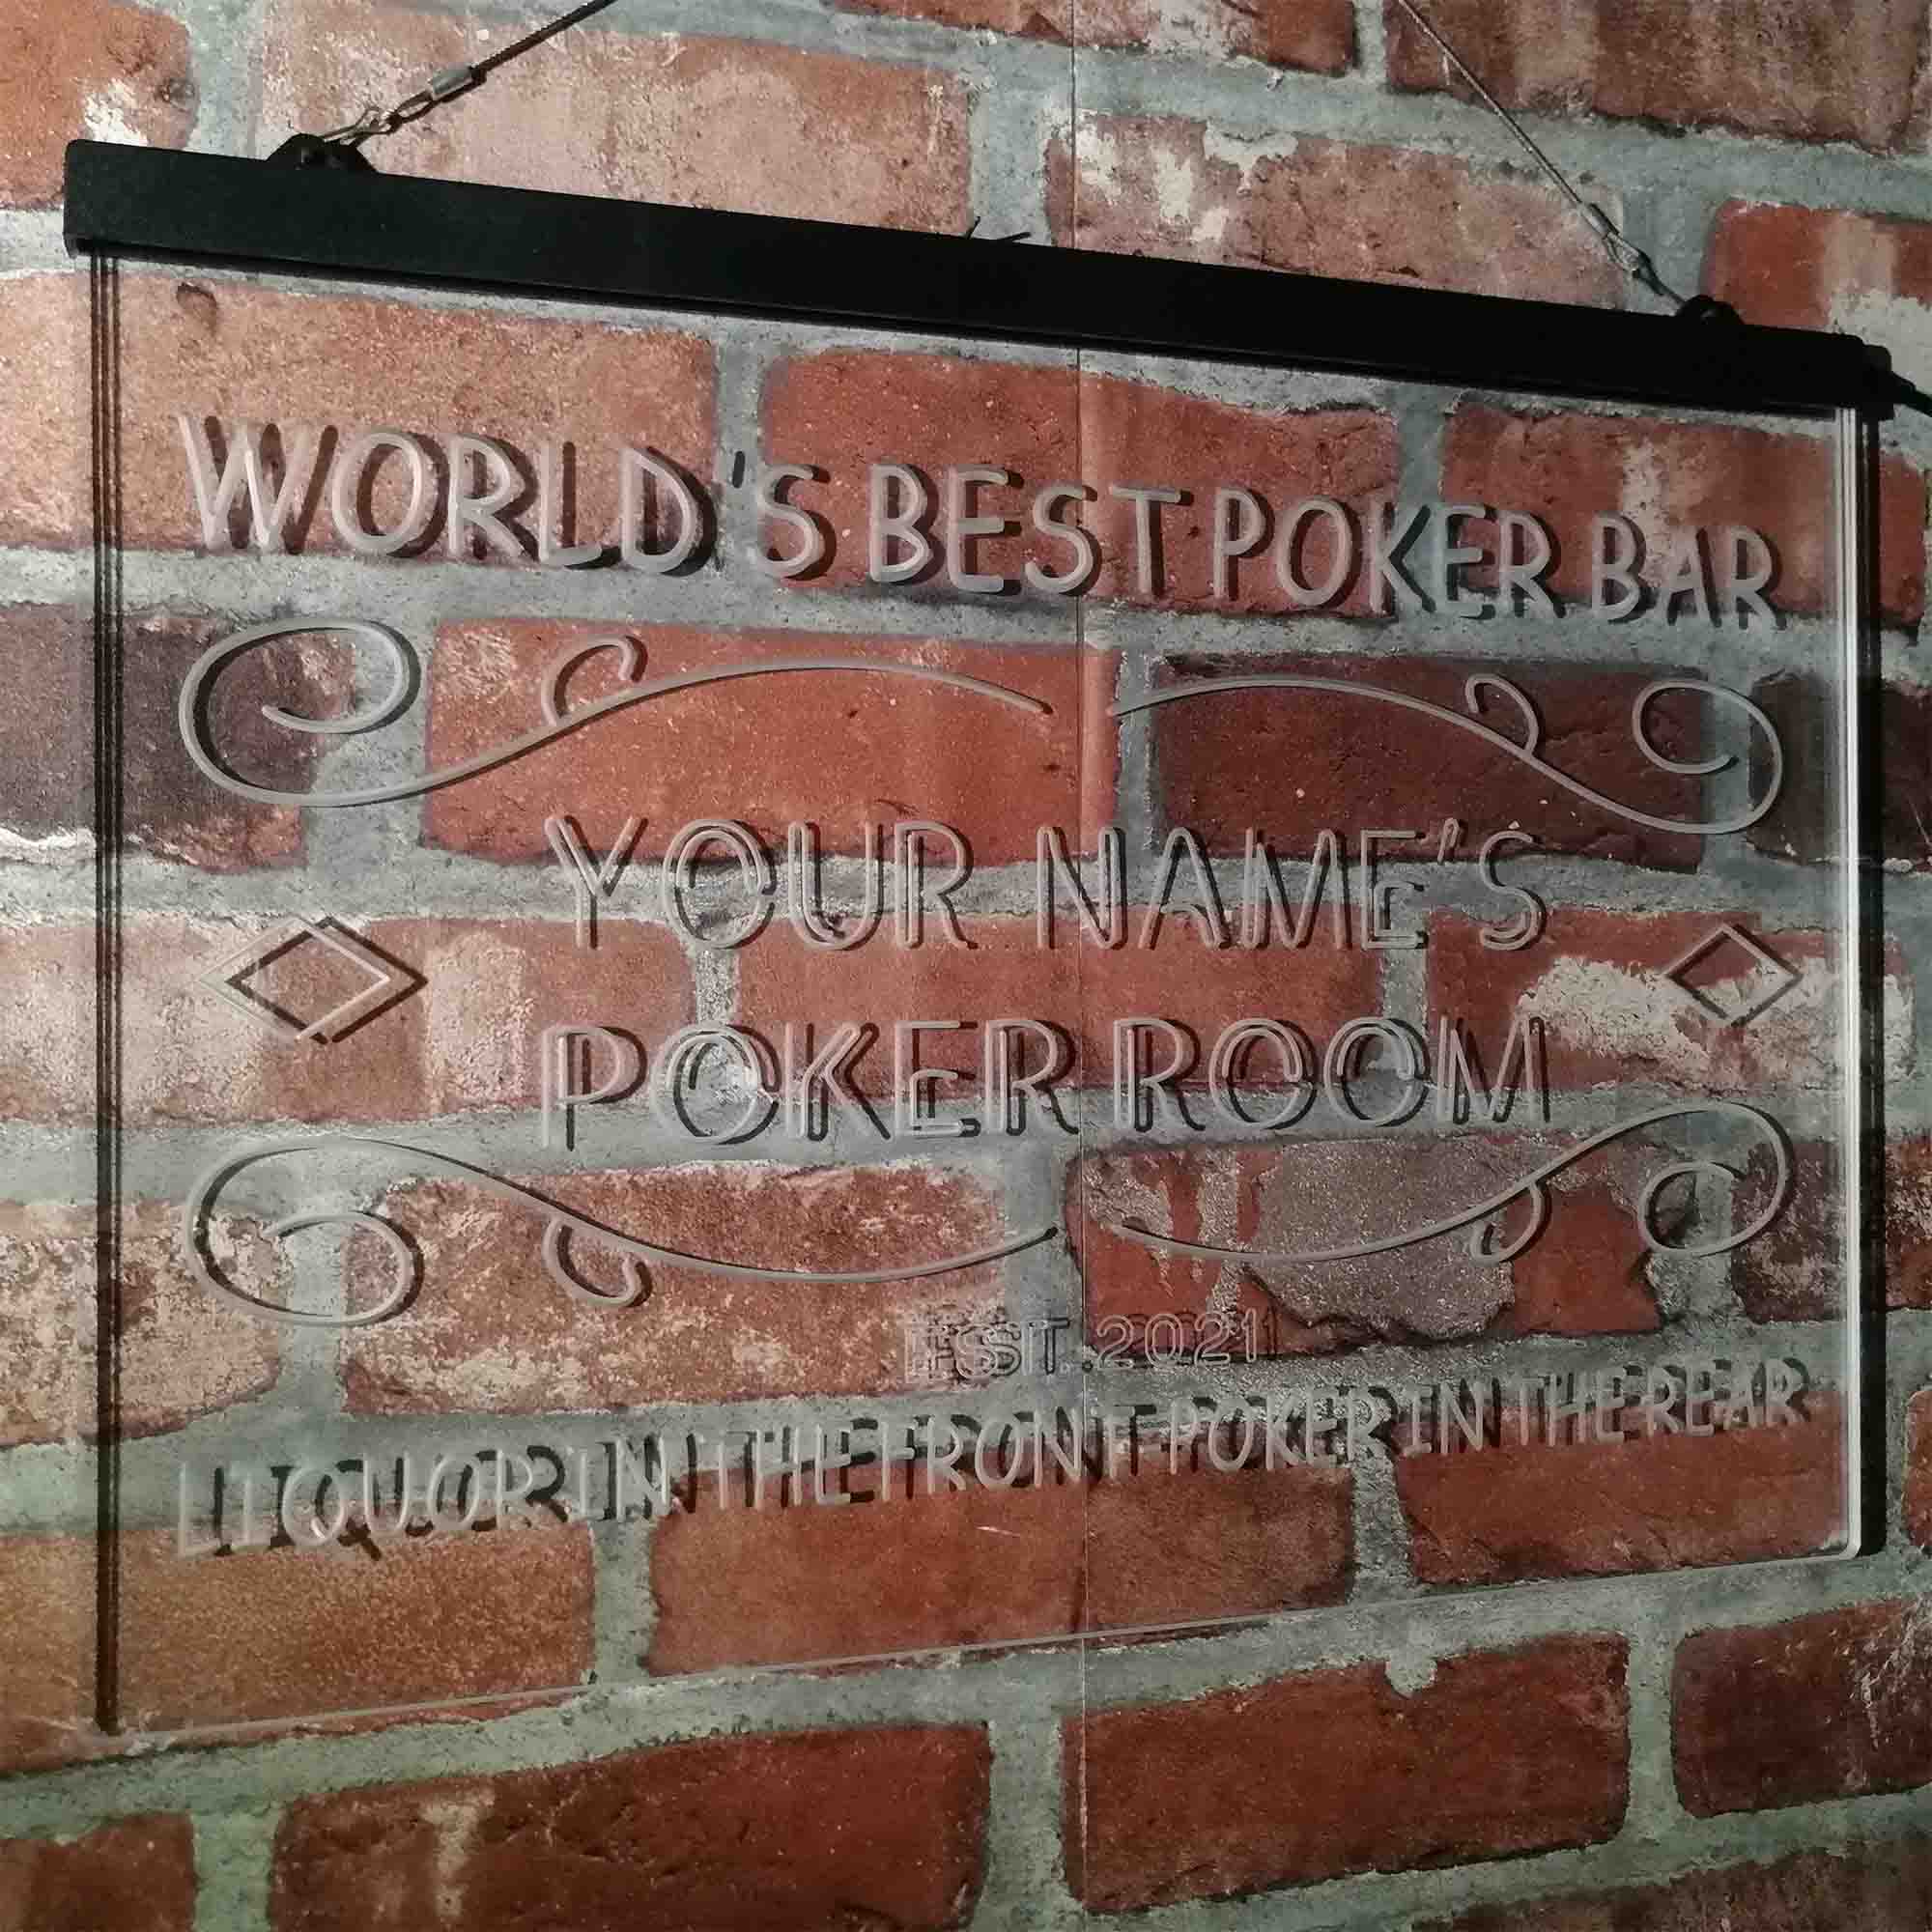 WORLD'S BEST POKER BAR
YOUR NAME'S
POKER ROOM
EST.2021
LIQUOR IN THE FRONT POKER IN THE REAR